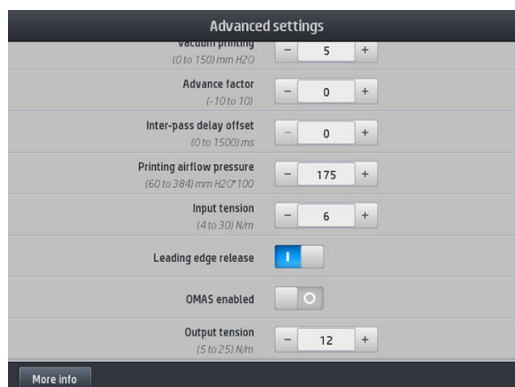 Advanced settings
Vacuum printing
(0 to 150) mm H2O
- 5 +
Advance factor
(-10 to 10)
- 0 +
Inter-pass delay offset
(0 to 1500) ms
- 0 +
Printing airflow pressure
(60 to 384) mm H2O*100
- 175 +
Input tension
(4 to 30) N/m
- 6 +
Leading edge release
I
OMAS enabled
O
Output tension
(5 to 25) N/m
- 12 +
More info